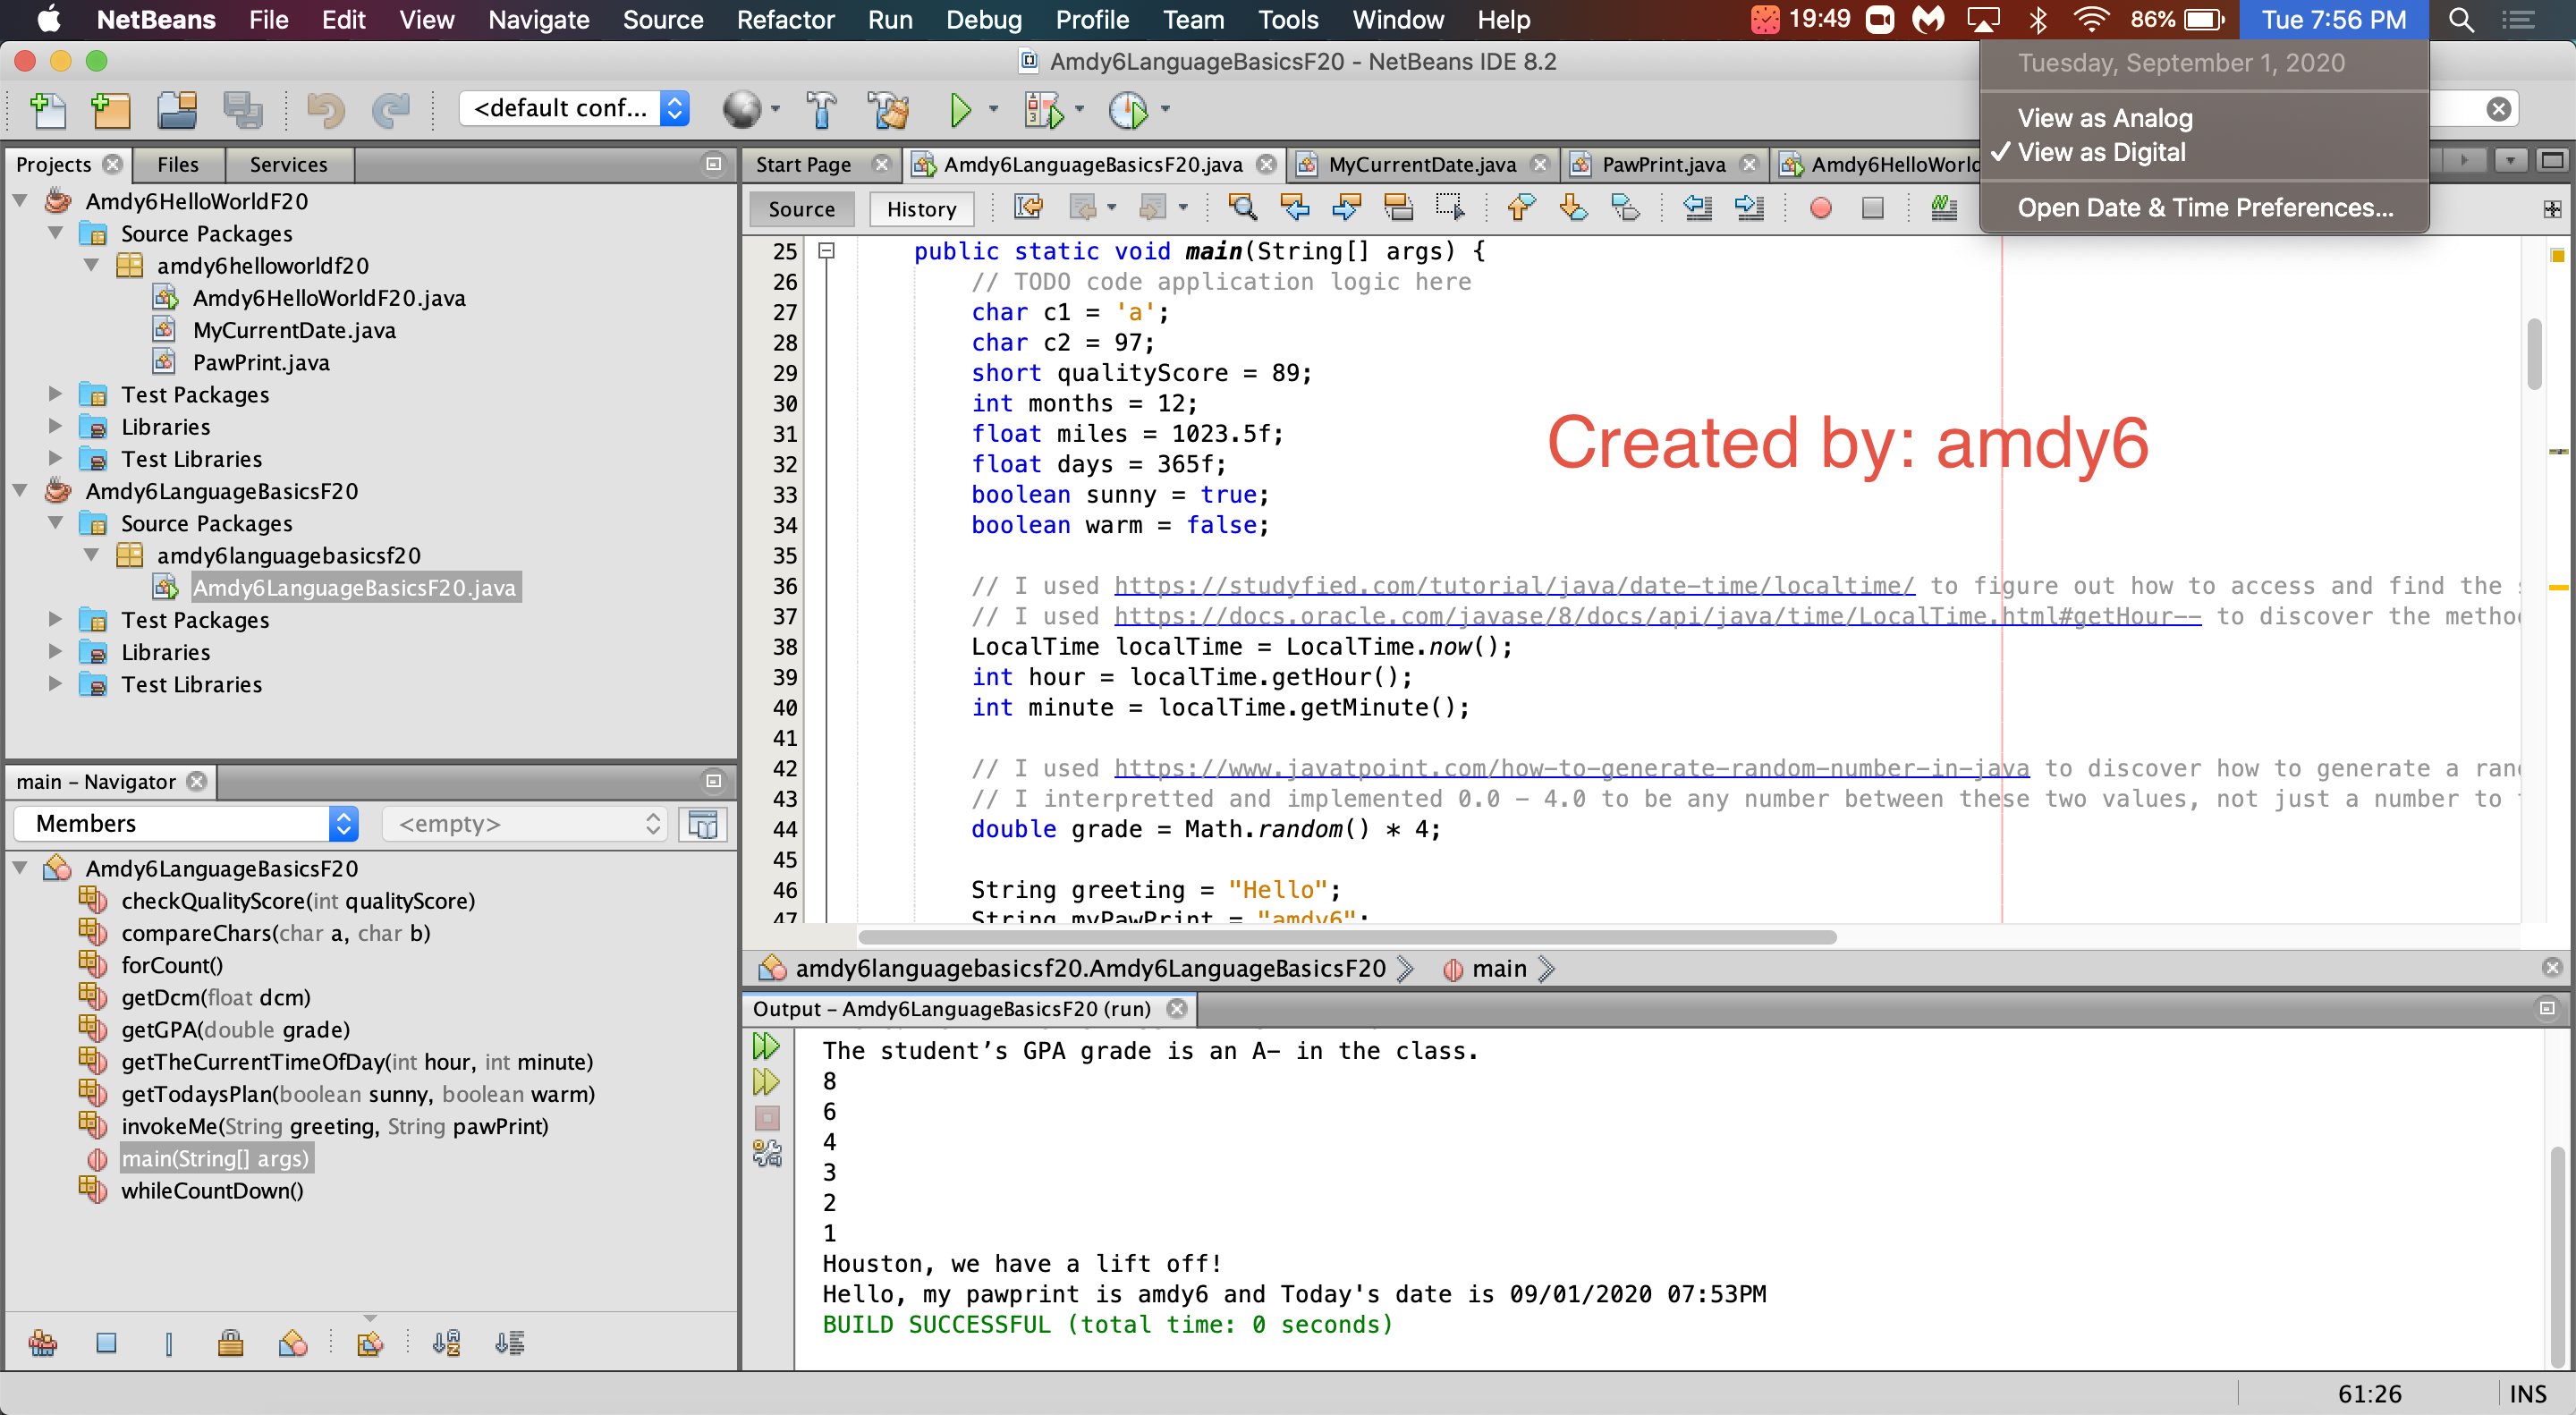 NetBeans File Edit View Navigate Source Refactor Run Debug Profile Team Tools Window Help 19:49 86% Tue 7:56 PM
Amdy6LanguageBasicsF20 - NetBeans IDE 8.2
Tuesday, September 1, 2020
View as Analog
✓ View as Digital
Open Date & Time Preferences...
<default conf...
Projects Files Services
Start Page Amdy6LanguageBasicsF20.java MyCurrentDate.java PawPrint.java Amdy6HelloWorld
Source History
Amdy6HelloWorldF20
Source Packages
amdy6helloworldf20
Amdy6HelloWorldF20.java
MyCurrentDate.java
PawPrint.java
Test Packages
Libraries
Test Libraries
Amdy6LanguageBasicsF20
Source Packages
amdy6languagebasicsf20
Amdy6LanguageBasicsF20.java
Test Packages
Libraries
Test Libraries
25 public static void main(String[] args) {
26 // TODO code application logic here
27 char c1 = 'a';
28 char c2 = 97;
29 short qualityScore = 89;
30 int months = 12;
31 float miles = 1023.5f;
32 float days = 365f;
33 boolean sunny = true;
34 boolean warm = false;
35
36 // I used https://studyfied.com/tutorial/java/date-time/localtime/ to figure out how to access and find the
37 // I used https://docs.oracle.com/javase/8/docs/api/java/time/LocalTime.html#getHour-- to discover the metho
38 LocalTime localTime = LocalTime.now();
39 int hour = localTime.getHour();
40 int minute = localTime.getMinute();
41
42 // I used https://www.javatpoint.com/how-to-generate-random-number-in-java to discover how to generate a ran
43 // I interpretted and implemented 0.0 - 4.0 to be any number between these two values, not just a number to
44 double grade = Math.random() * 4;
45
46 String greeting = "Hello";
47 String myPawPrint = "amdy6";
Created by: amdy6
main - Navigator
Members <empty>
Amdy6LanguageBasicsF20
checkQualityScore(int qualityScore)
compareChars(char a, char b)
forCount()
getDcm(float dcm)
getGPA(double grade)
getTheCurrentTimeOfDay(int hour, int minute)
getTodaysPlan(boolean sunny, boolean warm)
invokeMe(String greeting, String pawPrint)
main(String[] args)
whileCountDown()
amdy6languagebasicsf20.Amdy6LanguageBasicsF20 main
Output - Amdy6LanguageBasicsF20 (run)
The student’s GPA grade is an A- in the class.
8
6
4
3
2
1
Houston, we have a lift off!
Hello, my pawprint is amdy6 and Today's date is 09/01/2020 07:53PM
BUILD SUCCESSFUL (total time: 0 seconds)
61:26 INS